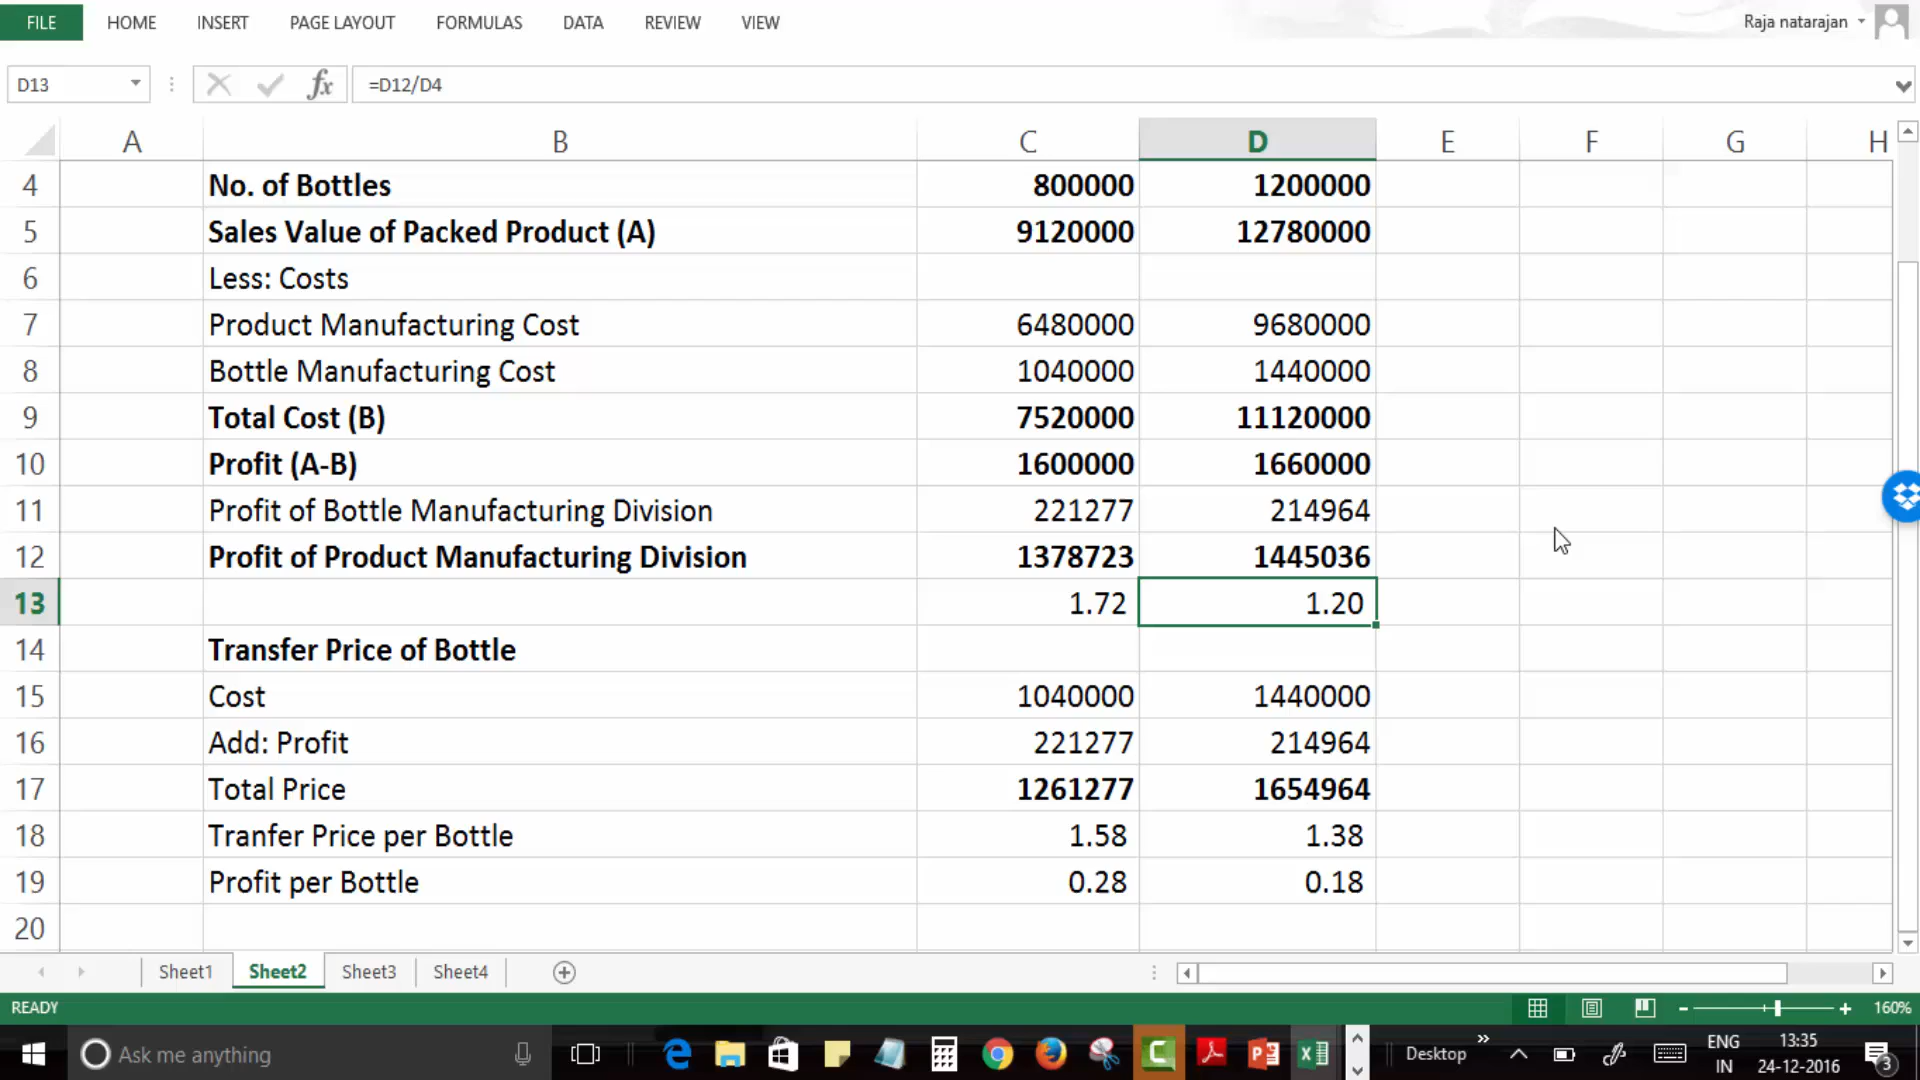 FILE HOME INSERT PAGE LAYOUT FORMULAS DATA REVIEW VIEW Raja natarajan
D13 fx =D12/D4
A B C D E F G H
4 No. of Bottles 800000 1200000
5 Sales Value of Packed Product (A) 9120000 12780000
6 Less: Costs
7 Product Manufacturing Cost 6480000 9680000
8 Bottle Manufacturing Cost 1040000 1440000
9 Total Cost (B) 7520000 11120000
10 Profit (A-B) 1600000 1660000
11 Profit of Bottle Manufacturing Division 221277 214964
12 Profit of Product Manufacturing Division 1378723 1445036
13 1.72 1.20
14 Transfer Price of Bottle
15 Cost 1040000 1440000
16 Add: Profit 221277 214964
17 Total Price 1261277 1654964
18 Tranfer Price per Bottle 1.58 1.38
19 Profit per Bottle 0.28 0.18
20
Sheet1 Sheet2 Sheet3 Sheet4
READY 160%
Ask me anything Desktop ENG 13:35
IN 24-12-2016 3